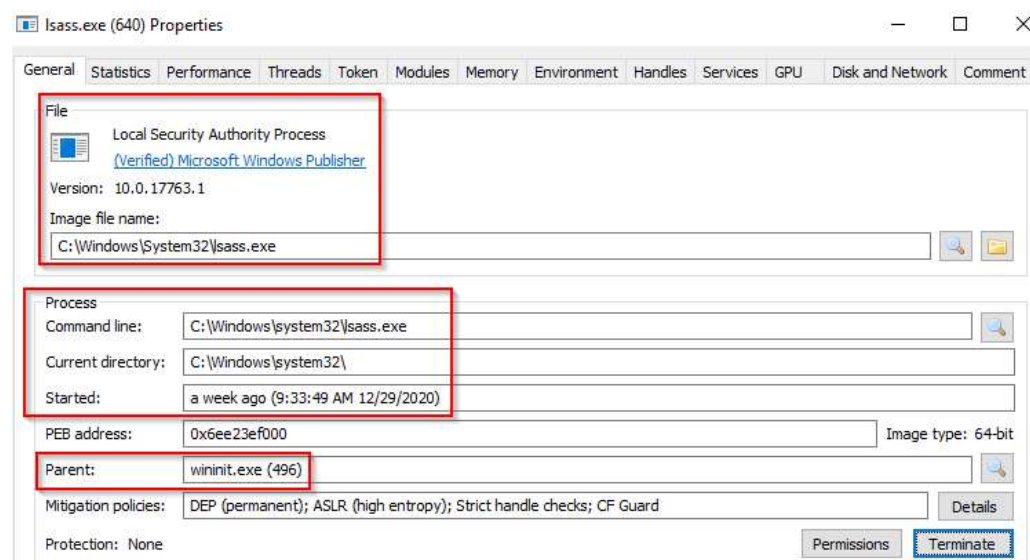 lsass.exe (640) Properties
General Statistics Performance Threads Token Modules Memory Environment Handles Services GPU Disk and Network Comment
File
Local Security Authority Process
(Verified) Microsoft Windows Publisher
Version: 10.0.17763.1
Image file name:
C:\Windows\System32\lsass.exe
Process
Command line: C:\Windows\system32\lsass.exe
Current directory: C:\Windows\system32\
Started: a week ago (9:33:49 AM 12/29/2020)
PEB address: 0x6ee23ef000 Image type: 64-bit
Parent: wininit.exe (496)
Mitigation policies: DEP (permanent); ASLR (high entropy); Strict handle checks; CF Guard Details
Protection: None Permissions Terminate